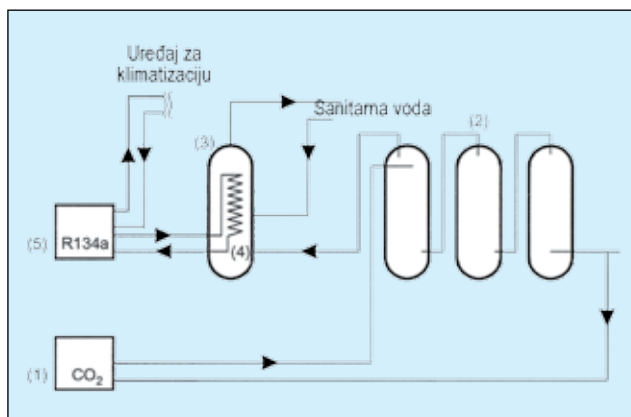 Uređaj za
klimatizaciju
Sanitarna voda
(3)
(2)
(5)
R134a
(4)
(1)
CO₂